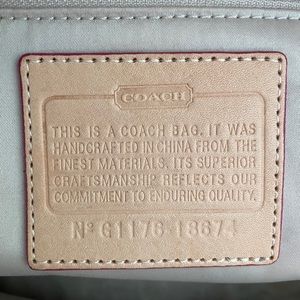 COACH
THIS IS A COACH BAG. IT WAS
HANDCRAFTED IN CHINA FROM THE
FINEST MATERIALS. ITS SUPERIOR
CRAFTSMANSHIP REFLECTS OUR
COMMITMENT TO ENDURING QUALITY.
Nº G1176-18674